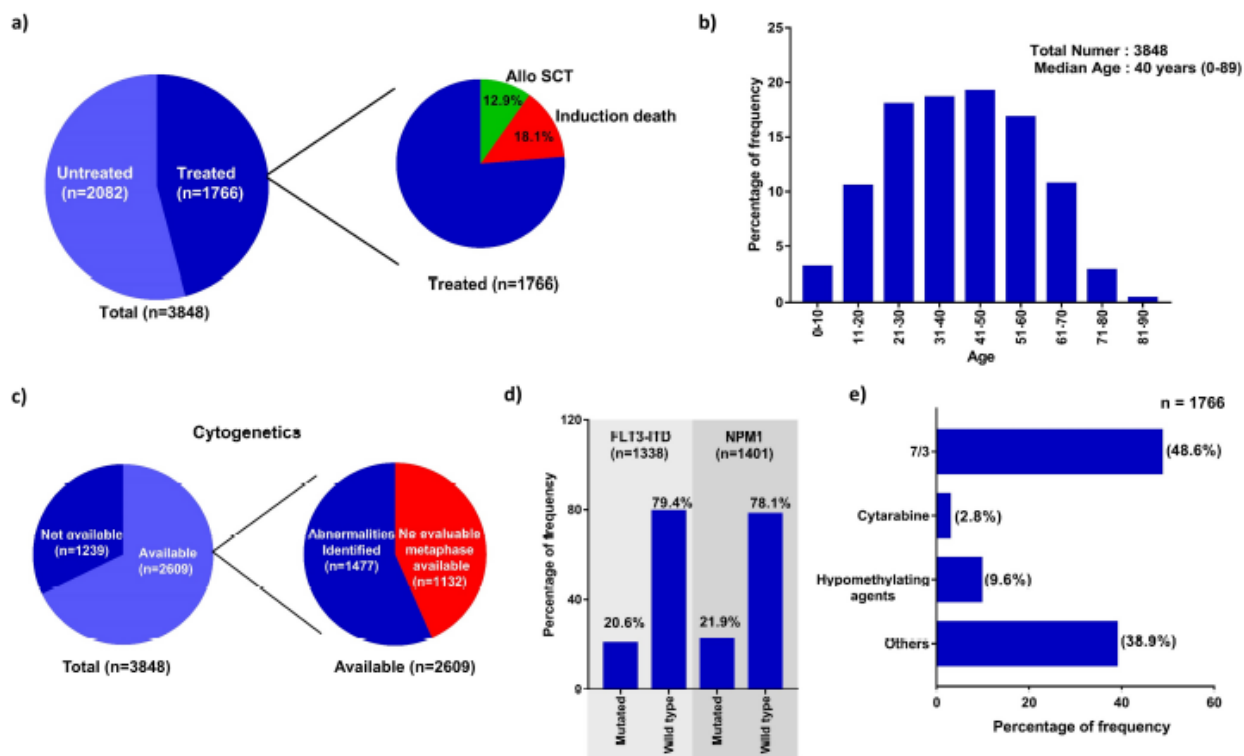 a)
Untreated
(n=2082)
Treated
(n=1766)
Total (n=3848)
Allo SCT
12.9%
Induction death
18.1%
Treated (n=1766)
b)
Total Numer : 3848
Median Age : 40 years (0-89)
Percentage of frequency
25
20
15
10
5
0
0-10
11-20
21-30
31-40
41-50
51-60
61-70
71-80
81-90
Age
c)
Cytogenetics
Not available
(n=1239)
Available
(n=2609)
Total (n=3848)
Abnormalities
Identified
(n=1477)
No evaluable
metaphase
available
(n=1132)
Available (n=2609)
d)
Percentage of frequency
120
80
40
0
FLT3-ITD
(n=1338)
NPM1
(n=1401)
20.6%
79.4%
21.9%
78.1%
Mutated
Wild type
Mutated
Wild type
e)
n = 1766
7/3
(48.6%)
Cytarabine
(2.8%)
Hypomethylating
agents
(9.6%)
Others
(38.9%)
0
20
40
60
Percentage of frequency